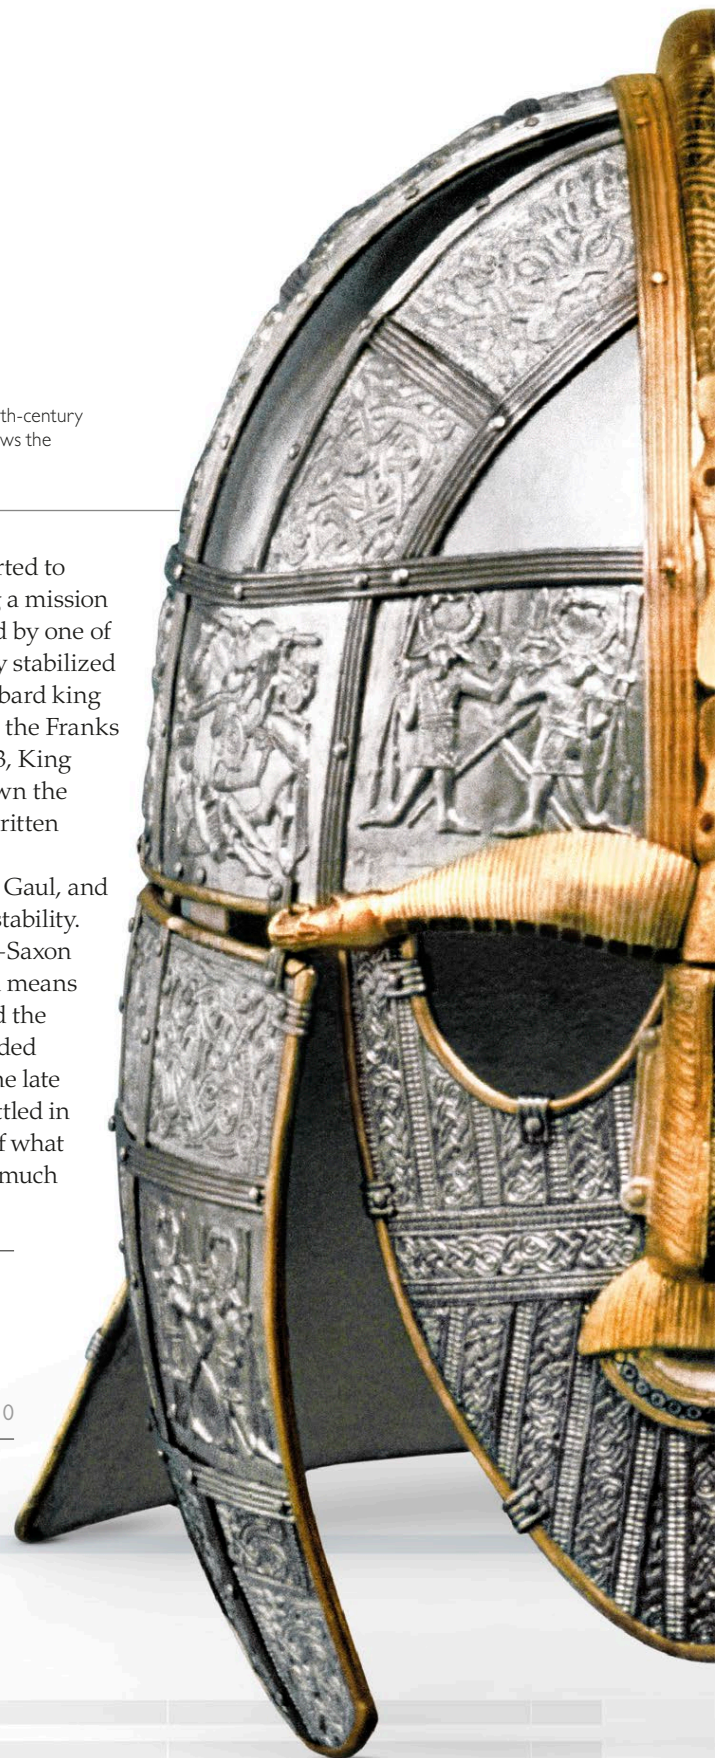 th-century
ws the
rted to
a mission
d by one of
y stabilized
bard king
the Franks
3, King
wn the
ritten
Gaul, and
stability.
-Saxon
means
d the
ded
he late
ttled in
f what
much
0